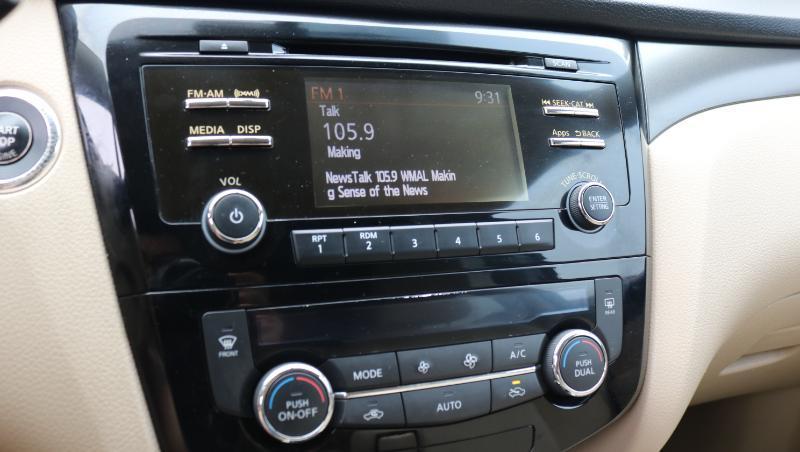 SCAN
FM·AM
SEEK·CAT
MEDIA DISP
Apps BACK
FM 1 9:31
Talk
105.9
Making
NewsTalk 105.9 WMAL Makin
g Sense of the News
START
STOP
VOL
TUNE·SCROLL
ENTER
SETTING
RPT
1
RDM
2
3
4
5
6
FRONT
REAR
MODE
A/C
PUSH
ON·OFF
AUTO
PUSH
DUAL